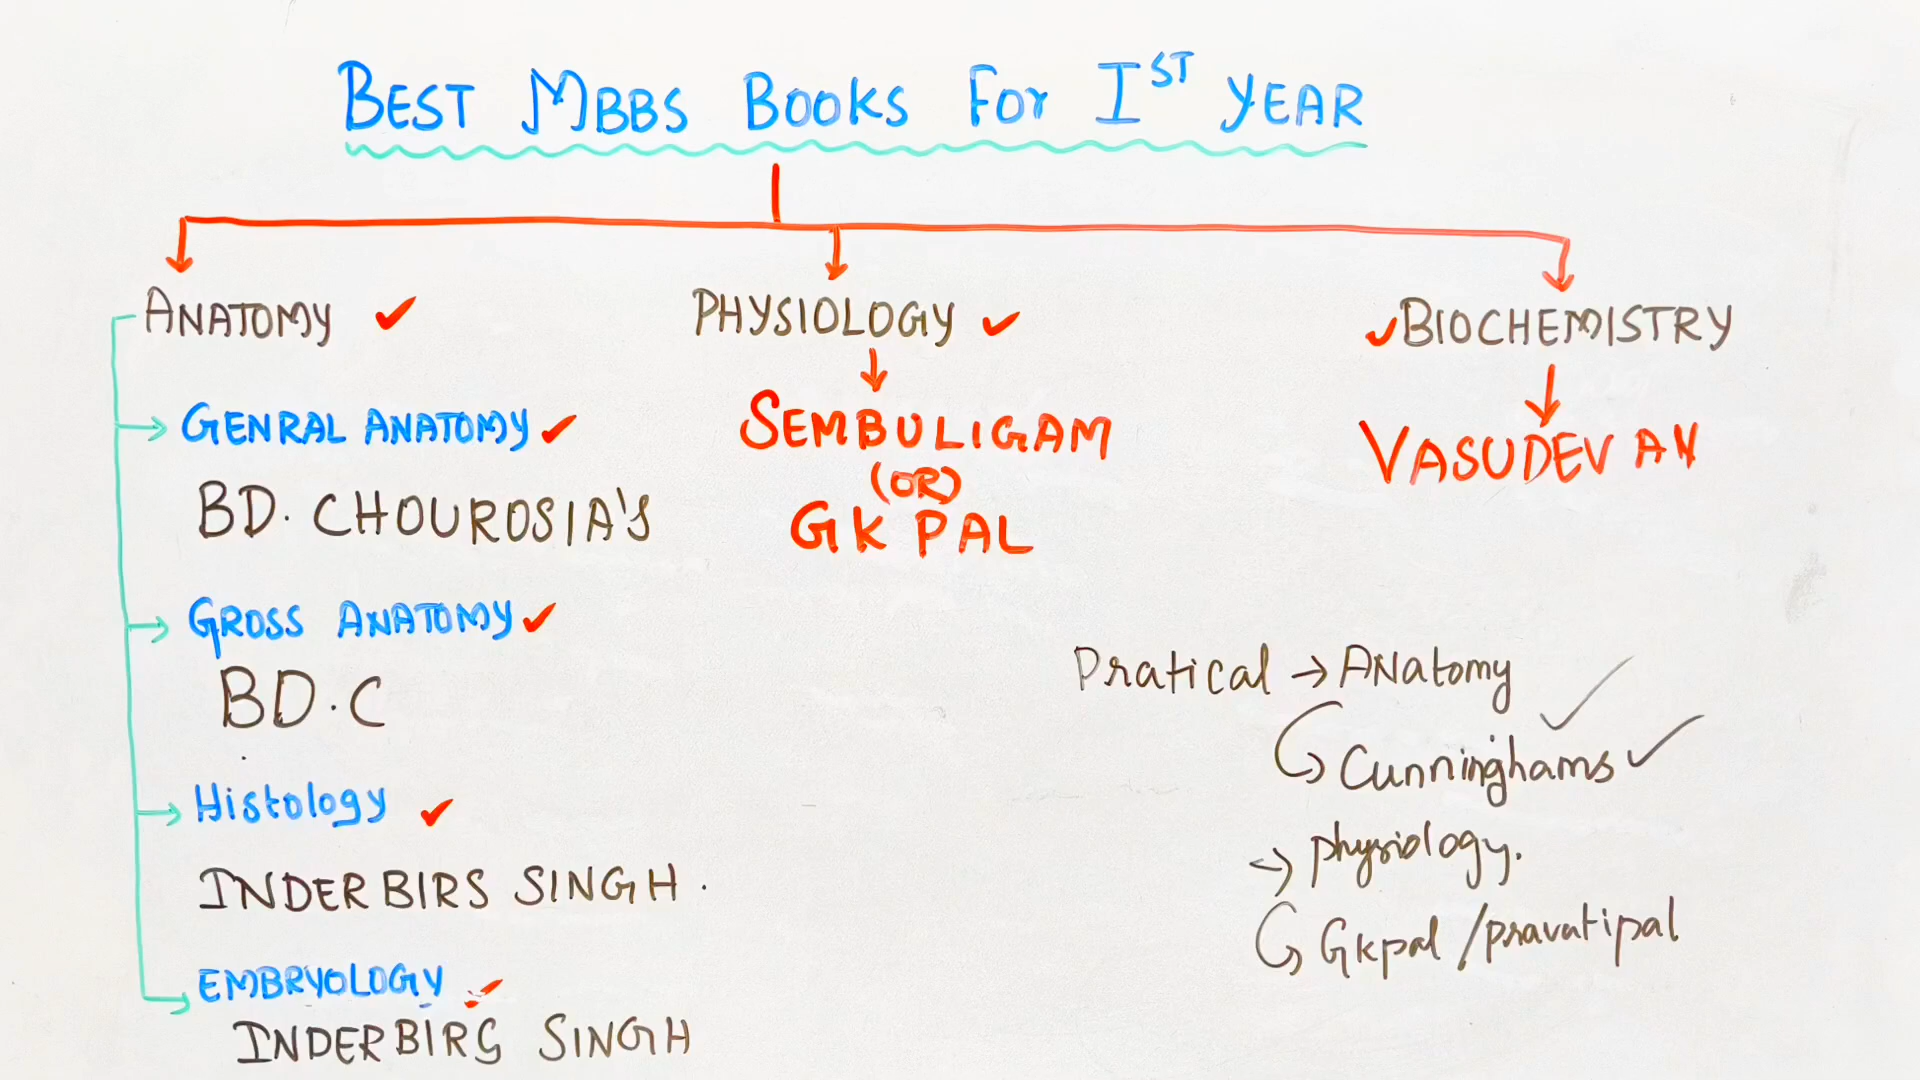 BEST MBBS BOOKS FOr Iˢᵀ YEAR
ANATOMY ✓
PHYSIOLOGY ✓
✓ BIOCHEMISTRY
GENRAL ANATOMY ✓
BD. CHOUROSIA'S
GROSS ANATOMY ✓
BD.C
Histology ✓
INDERBIRS SINGH.
EMBRYOLOGY ✓
INDERBIRS SINGH
SEMBULIGAM
(OR)
GK PAL
VASUDEVAN
Pratical → ANatomy ✓
Cunninghams ✓
→ physiology.
Gkpal / pravatipal